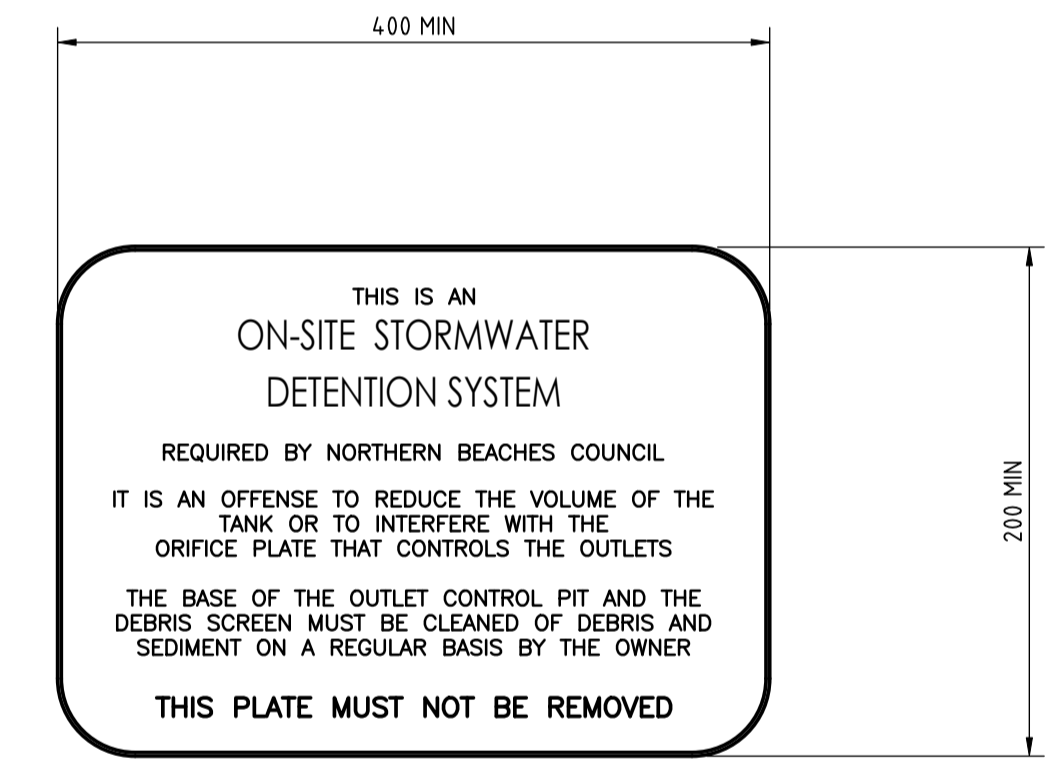 400 MIN
THIS IS AN
ON-SITE STORMWATER
DETENTION SYSTEM
REQUIRED BY NORTHERN BEACHES COUNCIL
IT IS AN OFFENSE TO REDUCE THE VOLUME OF THE
TANK OR TO INTERFERE WITH THE
ORIFICE PLATE THAT CONTROLS THE OUTLETS
THE BASE OF THE OUTLET CONTROL PIT AND THE
DEBRIS SCREEN MUST BE CLEANED OF DEBRIS AND
SEDIMENT ON A REGULAR BASIS BY THE OWNER
THIS PLATE MUST NOT BE REMOVED
200 MIN